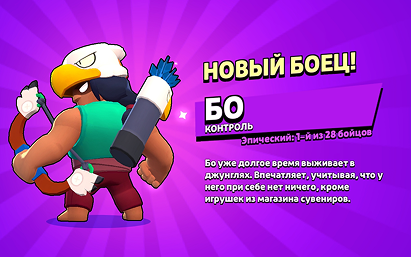 НОВЫЙ БОЕЦ!
БО
КОНТРОЛЬ
Эпический: 1-й из 28 бойцов
Бо уже долгое время выживает в
джунглях. Впечатляет, учитывая, что у
него при себе нет ничего, кроме
игрушек из магазина сувениров.